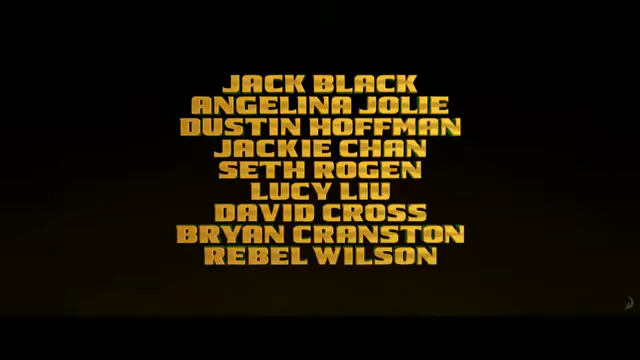 JACK BLACK
ANGELINA JOLIE
DUSTIN HOFFMAN
JACKIE CHAN
SETH ROGEN
LUCY LIU
DAVID CROSS
BRYAN CRANSTON
REBEL WILSON